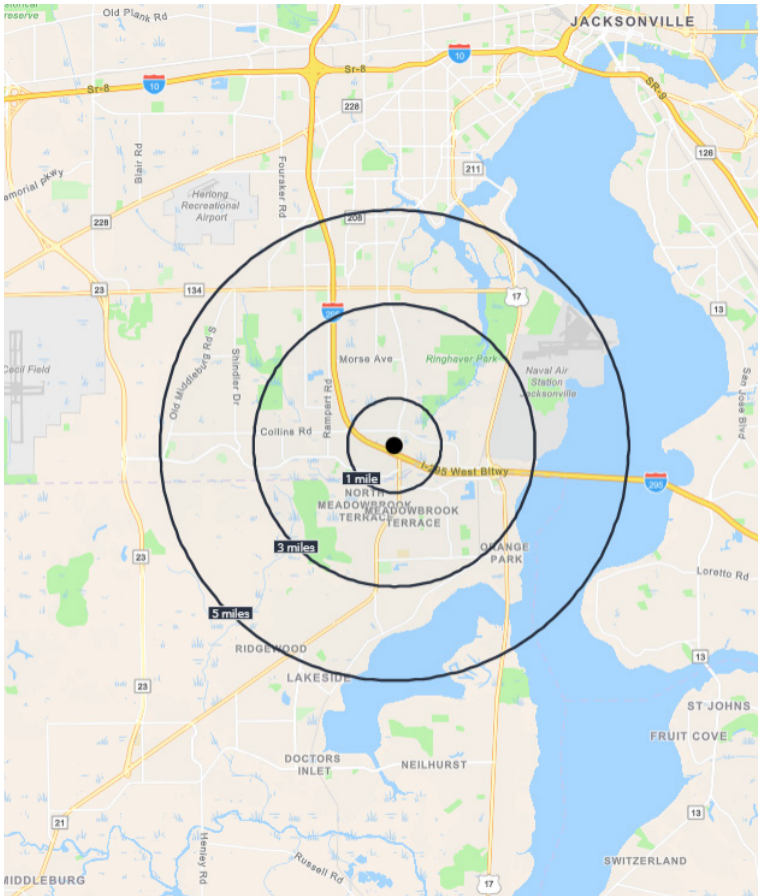 Old Plank Rd
JACKSONVILLE
10
Sr-8
10
Sr-8
SR-9
228
Blair Rd
Fouraker Rd
126
211
Herlong
Recreational
Airport
228
208
23
134
17
13
295
Old Middleburg Rd S
Shindler Dr
Morse Ave
Ringhaver Park
Naval Air
Station
Jacksonville
Cecil Field
Rampart Rd
San Jose Blvd
Collins Rd
I-295 West Bltwy
1 mile
295
NORTH
MEADOWBROOK
TERRACE
MEADOWBROOK
TERRACE
3 miles
ORANGE
PARK
23
Loretto Rd
5 miles
RIDGEWOOD
13
LAKESIDE
23
ST JOHNS
FRUIT COVE
DOCTORS
INLET
NEILHURST
21
13
Henley Rd
Russell Rd
SWITZERLAND
MIDDLEBURG
17